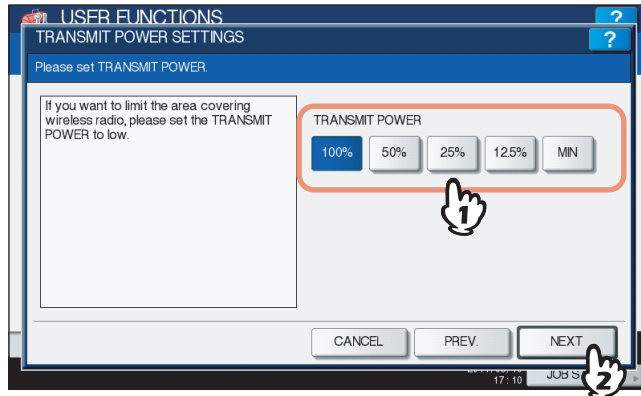 USER FUNCTIONS ?
TRANSMIT POWER SETTINGS ?
Please set TRANSMIT POWER.
If you want to limit the area covering
wireless radio, please set the TRANSMIT
POWER to low.
TRANSMIT POWER
100% 50% 25% 12.5% MIN
1
CANCEL PREV. NEXT
17:10 JOB S
2